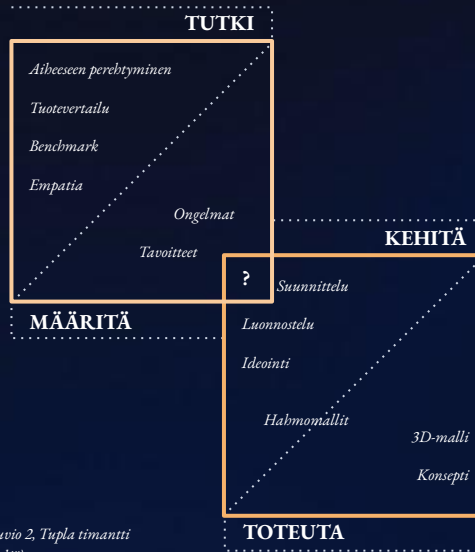 TUTKI
Aiheeseen perehtyminen
Tuotevertailu
Benchmark
Empatia
Ongelmat
Tavoitteet
KEHITÄ
?
Suunnittelu
MÄÄRITÄ
Luonnostelu
Ideointi
Hahmomallit
3D-malli
Konsepti
2, Tupla timantti
TOTEUTA